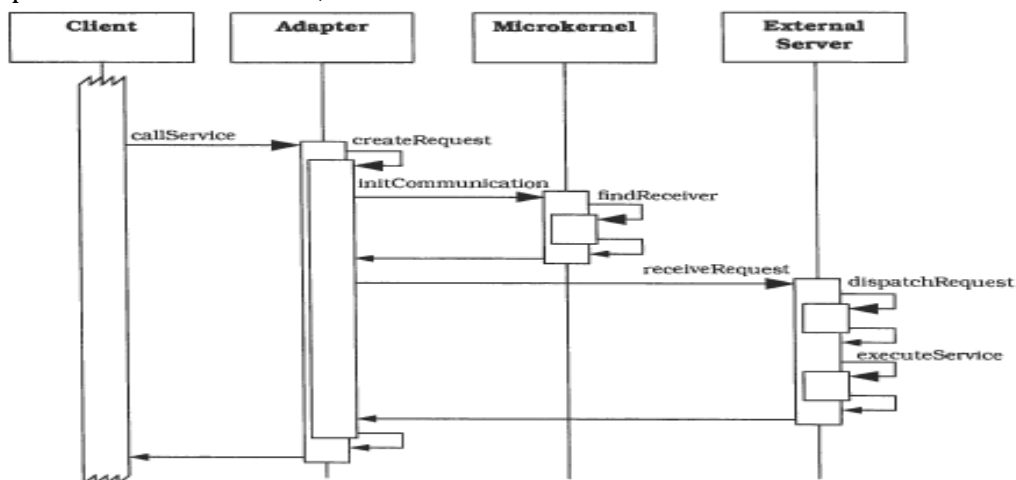 Client
Adapter
Microkernel
External
Server
callService
createRequest
initCommunication
findReceiver
receiveRequest
dispatchRequest
executeService